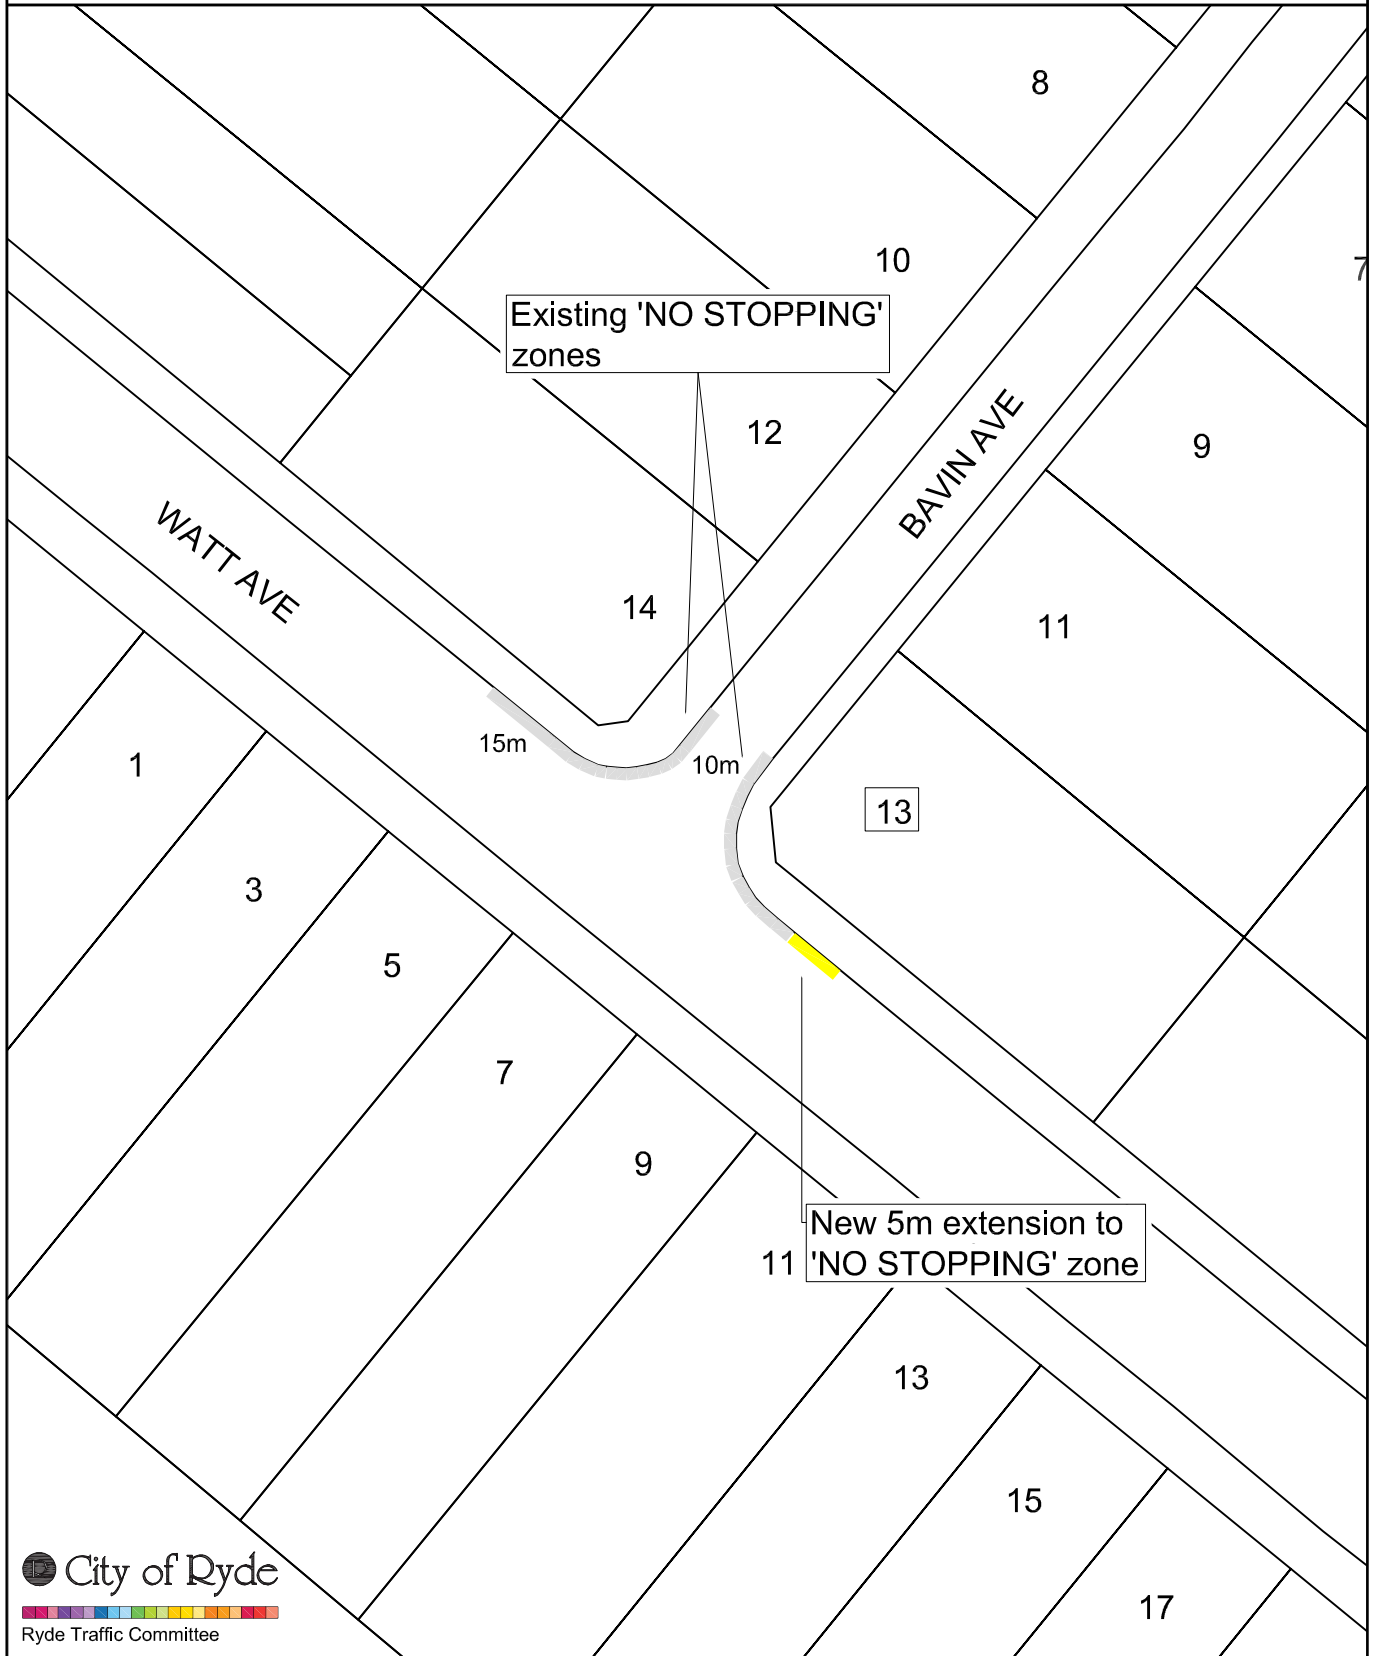 8
10
7
Existing 'NO STOPPING'
zones
BAVIN AVE
12
9
WATT AVE
14
11
15m
10m
1
13
3
5
7
9
New 5m extension to
'NO STOPPING' zone
11
13
15
17
City of Ryde
Ryde Traffic Committee